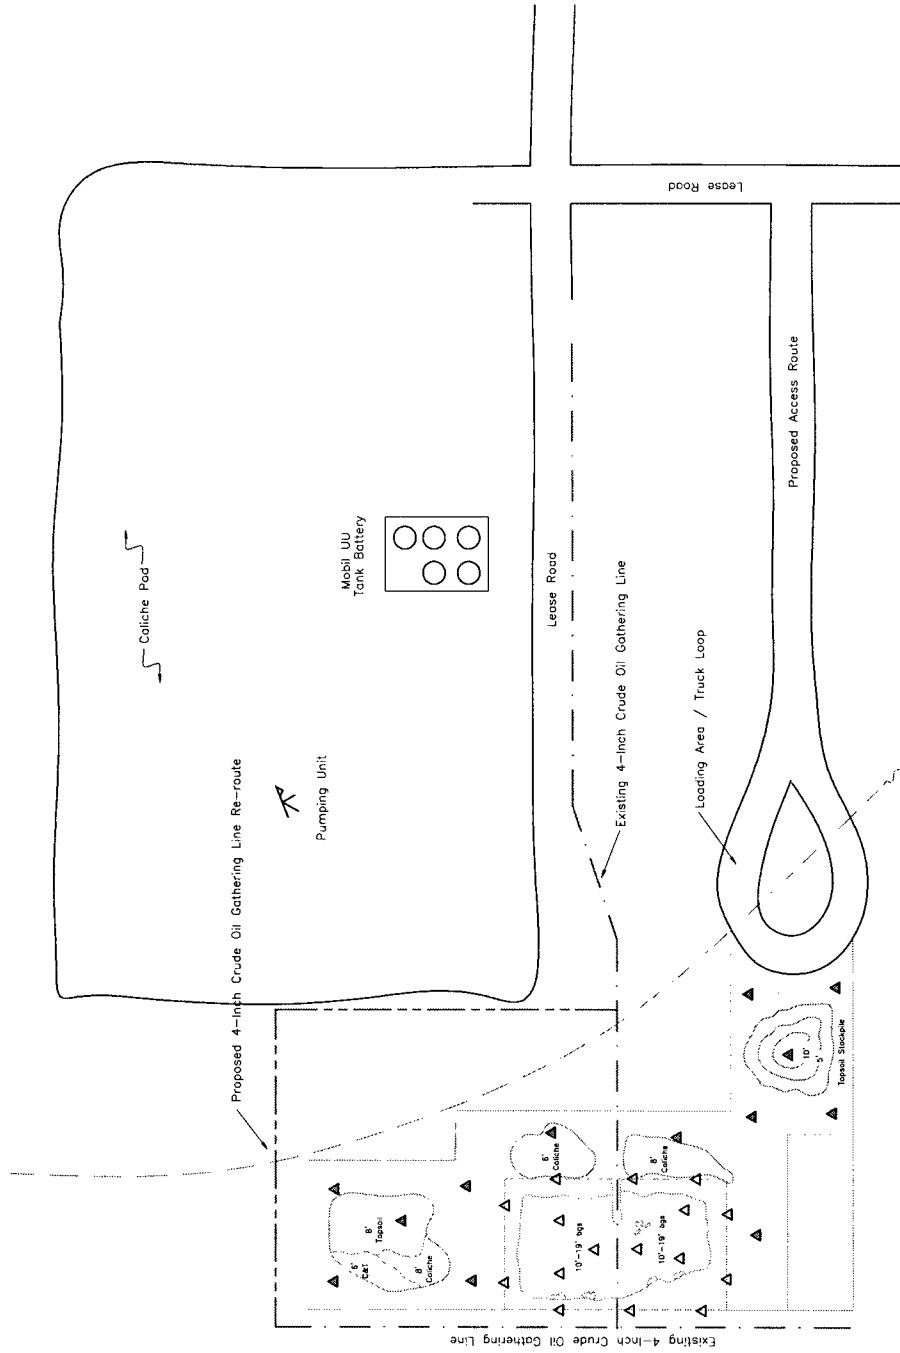 Lease Road
Proposed Access Route
Mobil UU
Tank Battery
Caliche Pad
Lease Road
Existing 4-Inch Crude Oil Gathering Line
Loading Area / Truck Loop
Pumping Unit
Proposed 4-Inch Crude Oil Gathering Line Re-route
10'
5'
Topsoil Stockpile
6'
Caliche
8'
Caliche
8'
Topsoil
6'
C&T
8'
Caliche
10'-19' bgs
10'-19' bgs
Existing 4-Inch Crude Oil Gathering Line